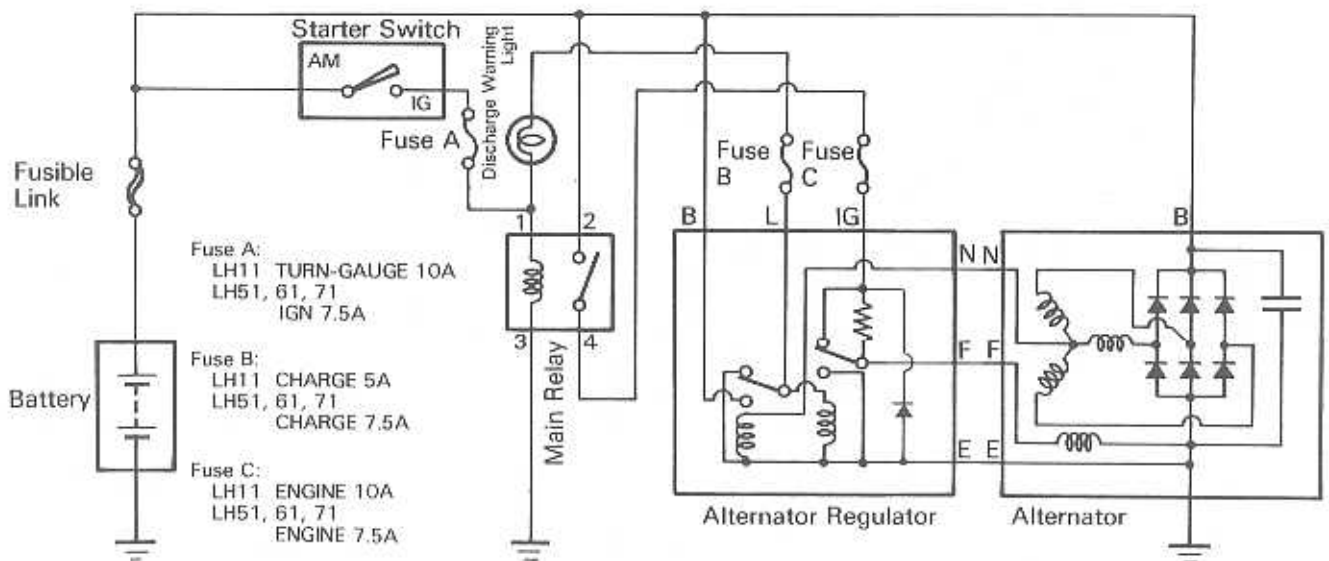 Starter Switch
AM
IG
Discharge Warning
Light
Fuse A
Fusible
Link
Fuse
B
Fuse
C
B
L
IG
B
1
2
3
4
Main Relay
N
N
F
F
E
E
Fuse A:
LH11 TURN-GAUGE 10A
LH51, 61, 71
IGN 7.5A
Fuse B:
LH11 CHARGE 5A
LH51, 61, 71
CHARGE 7.5A
Fuse C:
LH11 ENGINE 10A
LH51, 61, 71
ENGINE 7.5A
Battery
Alternator Regulator
Alternator